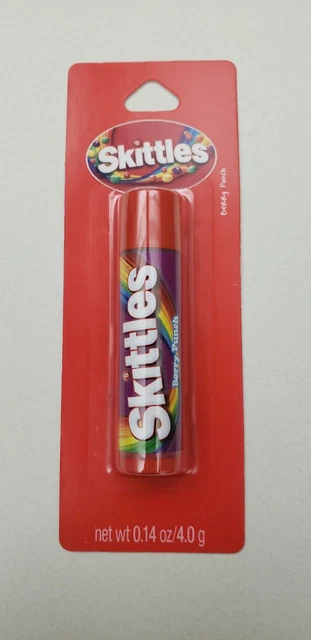 Skittles
Berry Punch
Skittles
Berry Punch
net wt 0.14 oz/4.0 g